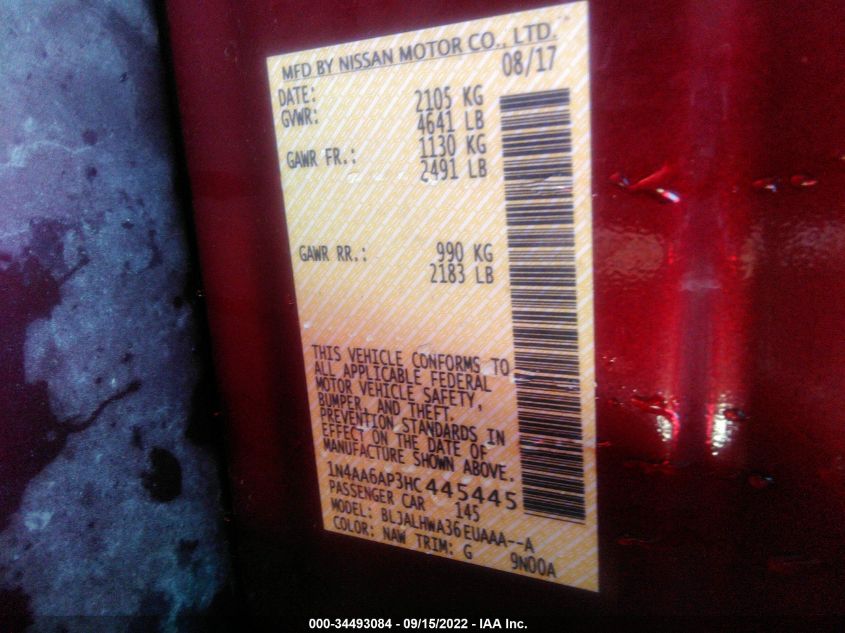 MFD BY NISSAN MOTOR CO., LTD.
DATE: 08/17
GVWR: 2105 KG
4641 LB
GAWR FR.: 1130 KG
2491 LB
GAWR RR.: 990 KG
2183 LB
THIS VEHICLE CONFORMS TO
ALL APPLICABLE FEDERAL
MOTOR VEHICLE SAFETY,
BUMPER, AND THEFT
PREVENTION STANDARDS IN
EFFECT ON THE DATE OF
MANUFACTURE SHOWN ABOVE.
1N4AA6AP3HC445445
PASSENGER CAR 145
MODEL: BLJALHWA36EUAAA--A
COLOR: NAW TRIM: G 9N00A
000-34493084 - 09/15/2022 - IAA Inc.